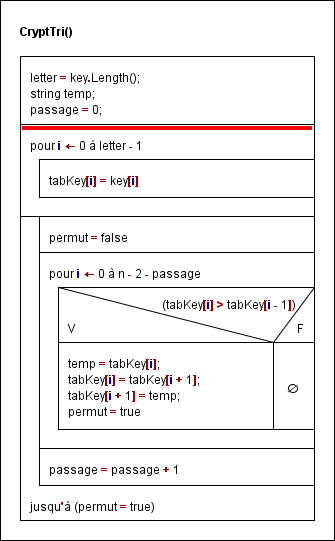 CryptTri()
letter = key.Length();
string temp;
passage = 0;
pour i ← 0 à letter - 1
tabKey[i] = key[i]
permut = false
pour i ← 0 à n - 2 - passage
(tabKey[i] > tabKey[i - 1])
V F
temp = tabKey[i];
tabKey[i] = tabKey[i + 1];
tabKey[i + 1] = temp;
permut = true
∅
passage = passage + 1
jusqu'à (permut = true)